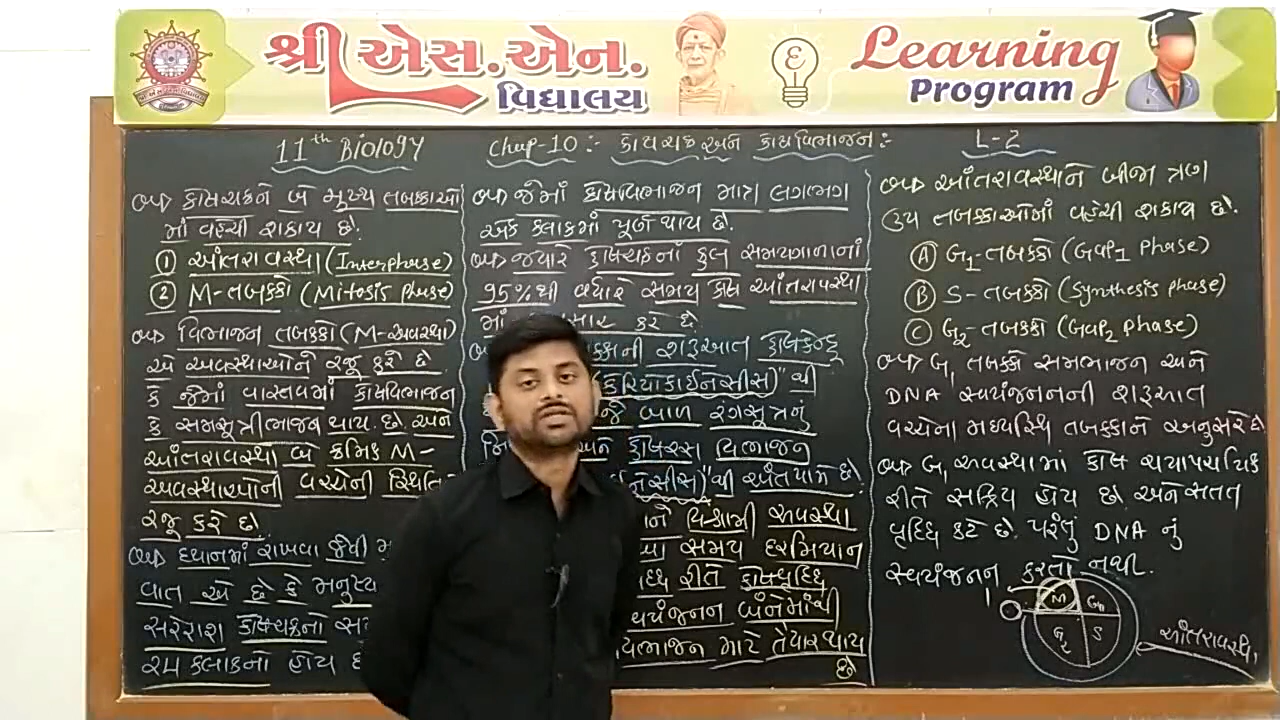 શ્રી એસ.એન.
વિદ્યાલય
Learning
Program
11th Biology
Chap-10:- કોષચક્ર અને કોષવિભાજન:-
L-2
કોષચક્રને બે મુખ્ય તબક્કાઓ
માં વહેંચી શકાય છે.
① આંતરાવસ્થા (Interphase)
② M-તબક્કો (Mitosis phase)
વિભાજન તબક્કો (M-અવસ્થા)
એ અવસ્થાઓને રજૂ કરે છે
કે જેમાં વાસ્તવમાં કોષવિભાજન
કે સમસૂત્રીભાજન થાય છે. અને
આંતરાવસ્થા બે ક્રમિક M-
અવસ્થાઓની વચ્ચેની સ્થિતિ
રજૂ કરે છે.
ધ્યાનમાં રાખવા જેવી
વાત એ છે કે મનુષ્ય
સરેરાશ કોષચક્રનો
૨૪ કલાકનો હોય છે
જેમાં કોષવિભાજન માત્ર લગભગ
એક કલાકમાં પૂર્ણ થાય છે.
જ્યારે કોષચક્રનાં કુલ સમયગાળાનાં
95% થી વધારે સમય કોષ આંતરાવસ્થા
માં પસાર કરે છે.
ની શરૂઆત કોષકેન્દ્ર
(કેરિયોકાઈનેસીસ)" થી
જે બાળ રંગસૂત્રનું
અને કોષરસ વિભાજન
થી અંત પામે છે.
ને વિશ્રામી અવસ્થા
સમય દરમિયાન
રીતે કોષવૃદ્ધિ
સ્વયંજનન બંનેમાંથી
વિભાજન માટે તૈયાર થાય
છે
આંતરાવસ્થાને બીજા ત્રણ
ઉપ તબક્કાઓમાં વહેંચી શકાય છે.
Ⓐ G1-તબક્કો (Gap1 phase)
Ⓑ S-તબક્કો (Synthesis phase)
Ⓒ G2-તબક્કો (Gap2 phase)
G1 તબક્કો સમભાજન અને
DNA સ્વયંજનનની શરૂઆત
વચ્ચેના મધ્યસ્થિ તબક્કાને અનુસરે છે
G1 અવસ્થામાં કોષ ચયાપચયિક
રીતે સક્રિય હોય છે. અને સતત
વૃદ્ધિ કરે છે. પરંતુ DNA નું
સ્વયંજનન કરતો નથી.
M G1
G2 S
આંતરાવસ્થા